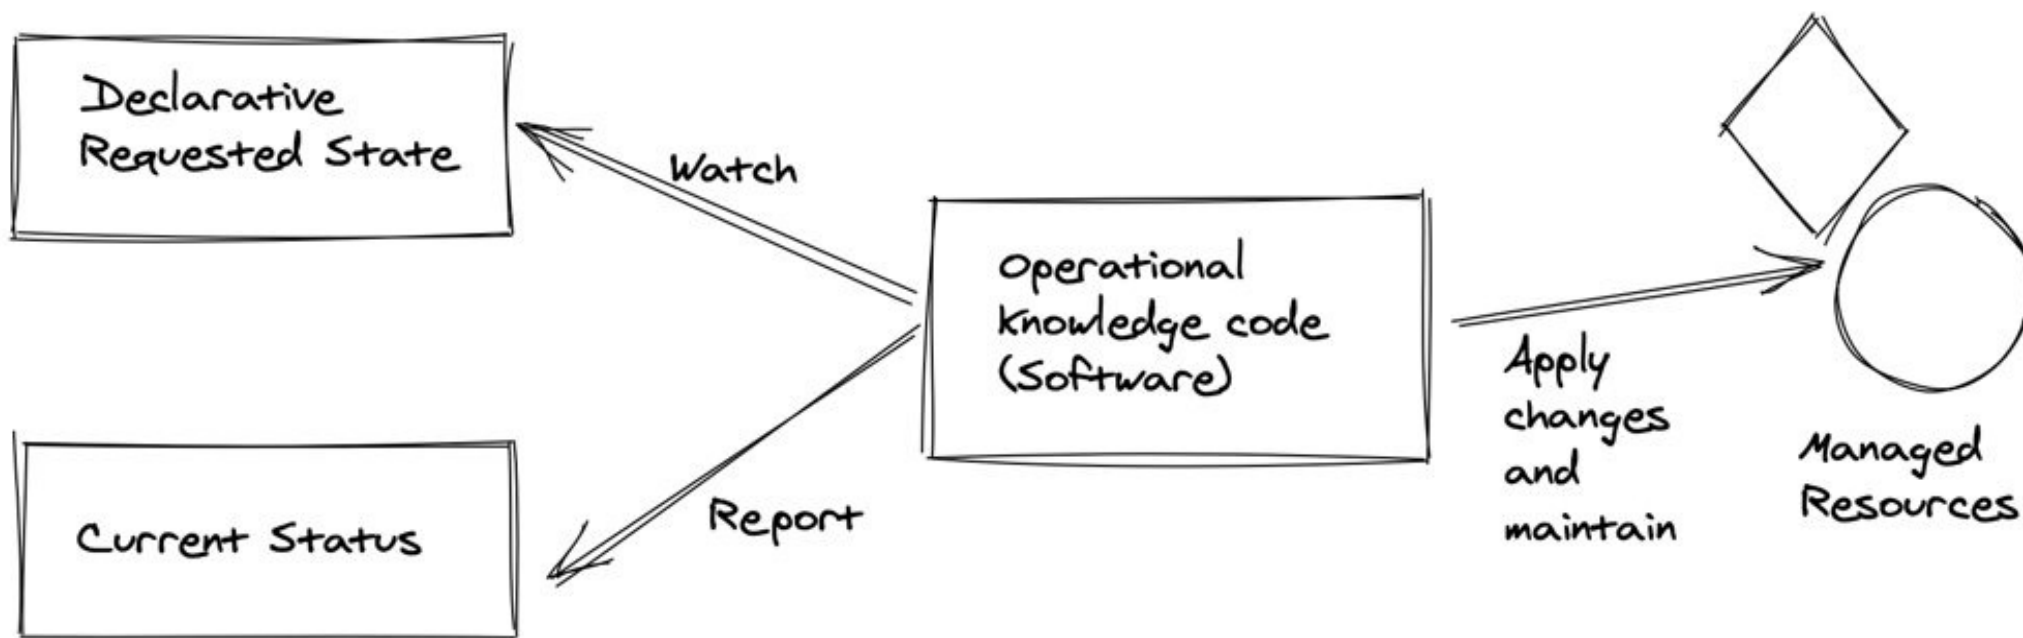 Declarative
Requested State
Watch
Operational
Knowledge code
(Software)
Apply
changes
and
maintain
Managed
Resources
Report
Current Status